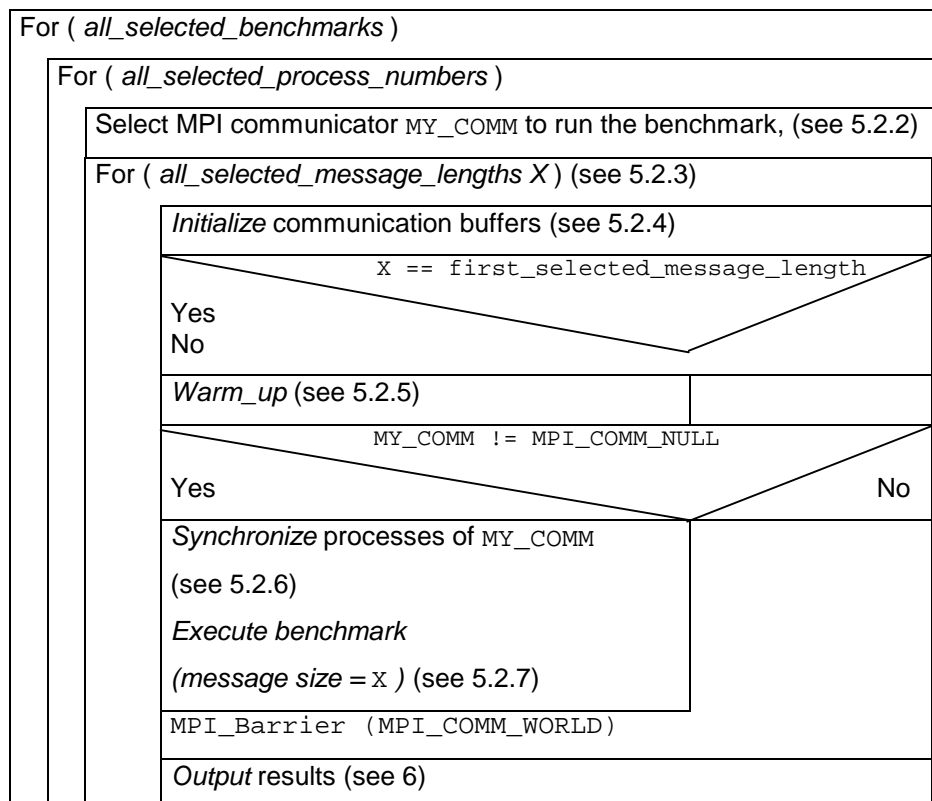 For ( all_selected_benchmarks )
For ( all_selected_process_numbers )
Select MPI communicator MY_COMM to run the benchmark, (see 5.2.2)
For ( all_selected_message_lengths X ) (see 5.2.3)
Initialize communication buffers (see 5.2.4)
X == first_selected_message_length
Yes
No
Warm_up (see 5.2.5)
MY_COMM != MPI_COMM_NULL
Yes No
Synchronize processes of MY_COMM
(see 5.2.6)
Execute benchmark
(message size = X ) (see 5.2.7)
MPI_Barrier (MPI_COMM_WORLD)
Output results (see 6)